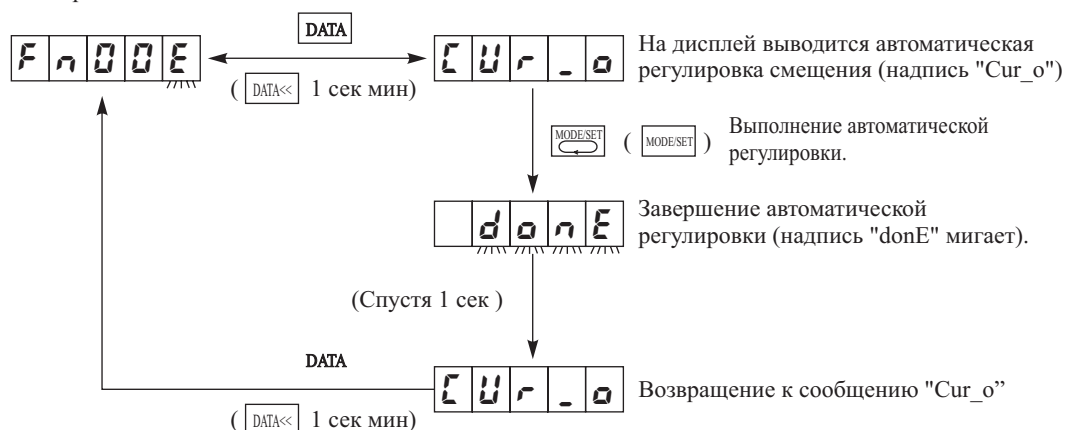 DATA
Fn00E
CUr_o
На дисплей выводится автоматическая
регулировка смещения (надпись "Cur_o")
( DATA<< 1 сек мин)
MODE/SET ( MODE/SET ) Выполнение автоматической
регулировки.
donE
Завершение автоматической
регулировки (надпись "donE" мигает).
(Спустя 1 сек )
DATA
CUr_o
Возвращение к сообщению "Cur_o”
( DATA<< 1 сек мин)